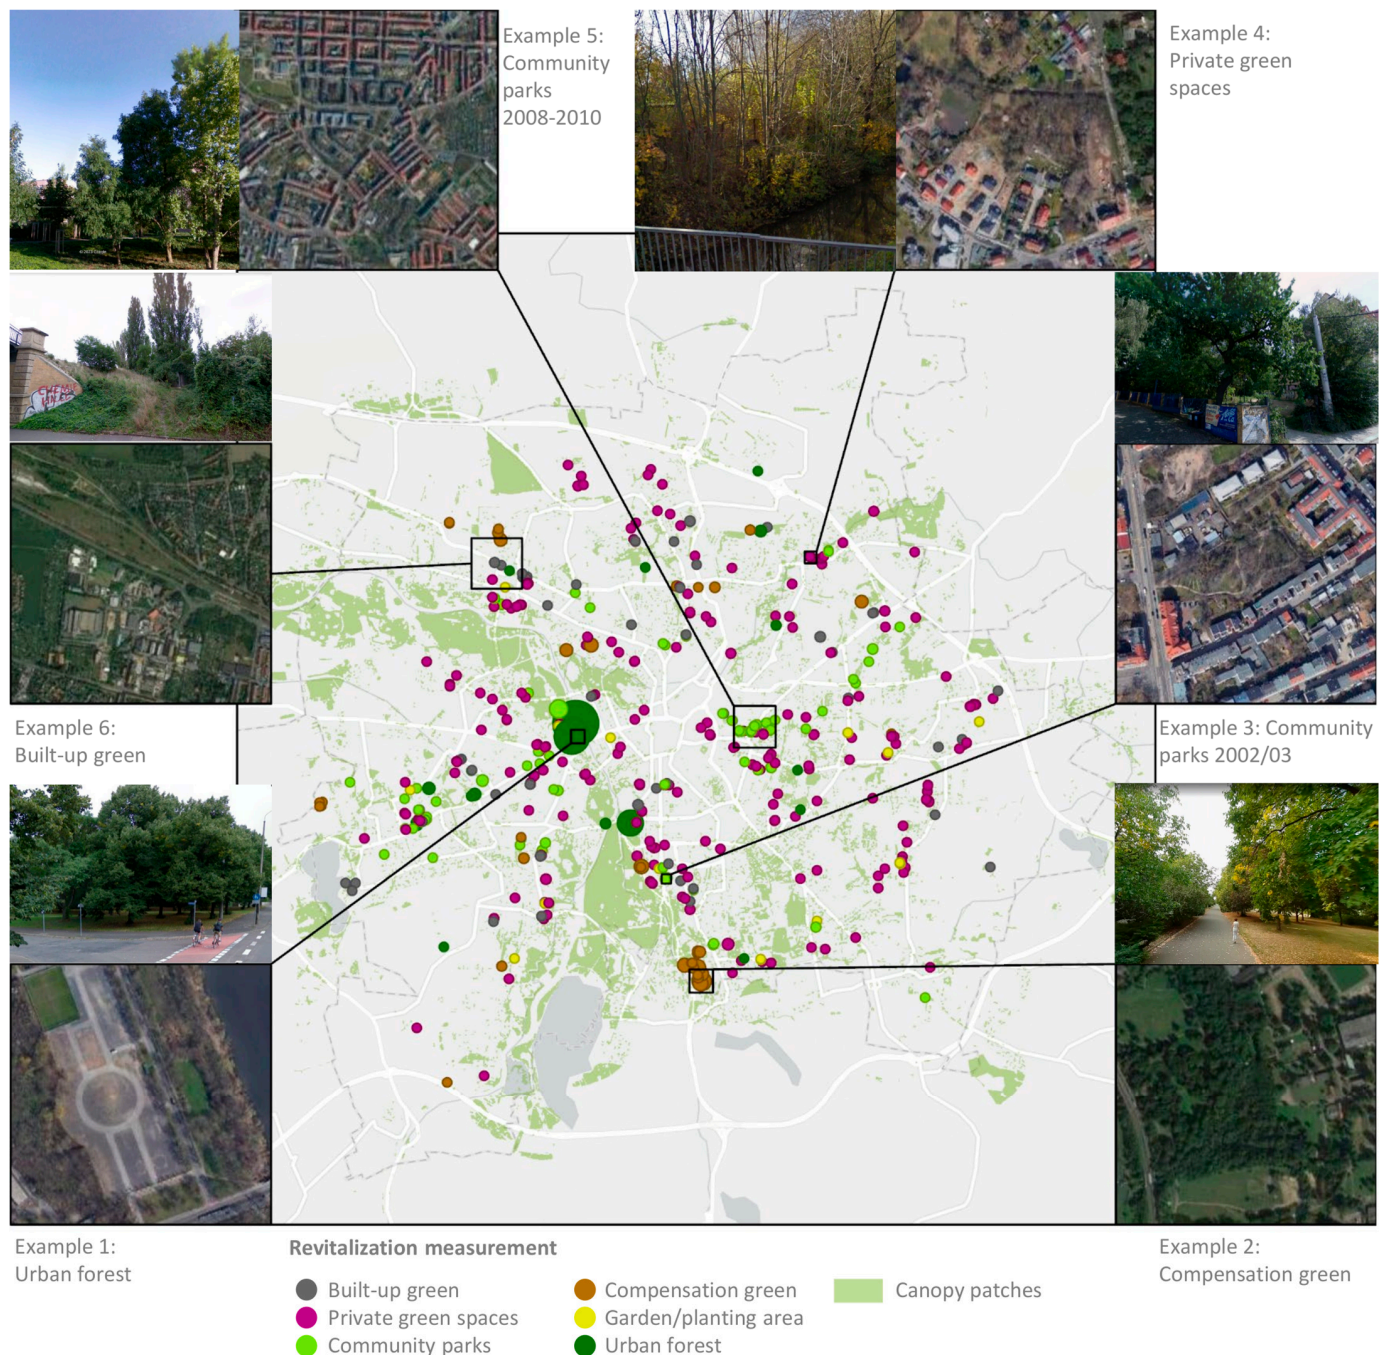 Example 5:
Community
parks
2008-2010
Example 4:
Private green
spaces
Example 6:
Built-up green
Example 3: Community
parks 2002/03
Example 1:
Urban forest
Example 2:
Compensation green
Revitalization measurement
Built-up green
Private green spaces
Community parks
Compensation green
Garden/planting area
Urban forest
Canopy patches